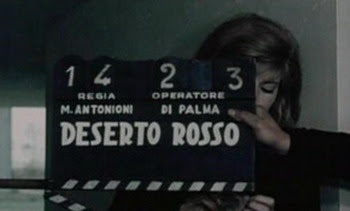 14 2 3
REGIA OPERATORE
M. ANTONIONI DI PALMA
DESERTO ROSSO